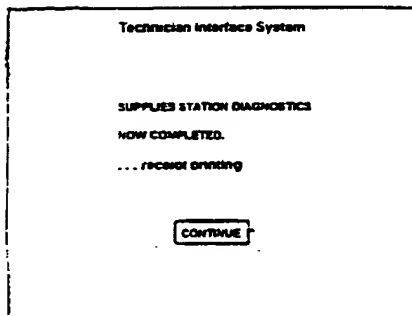 Technician Interface System
SUPPLIES STATION DIAGNOSTICS
NOW COMPLETED.
... receipt printing
CONTINUE